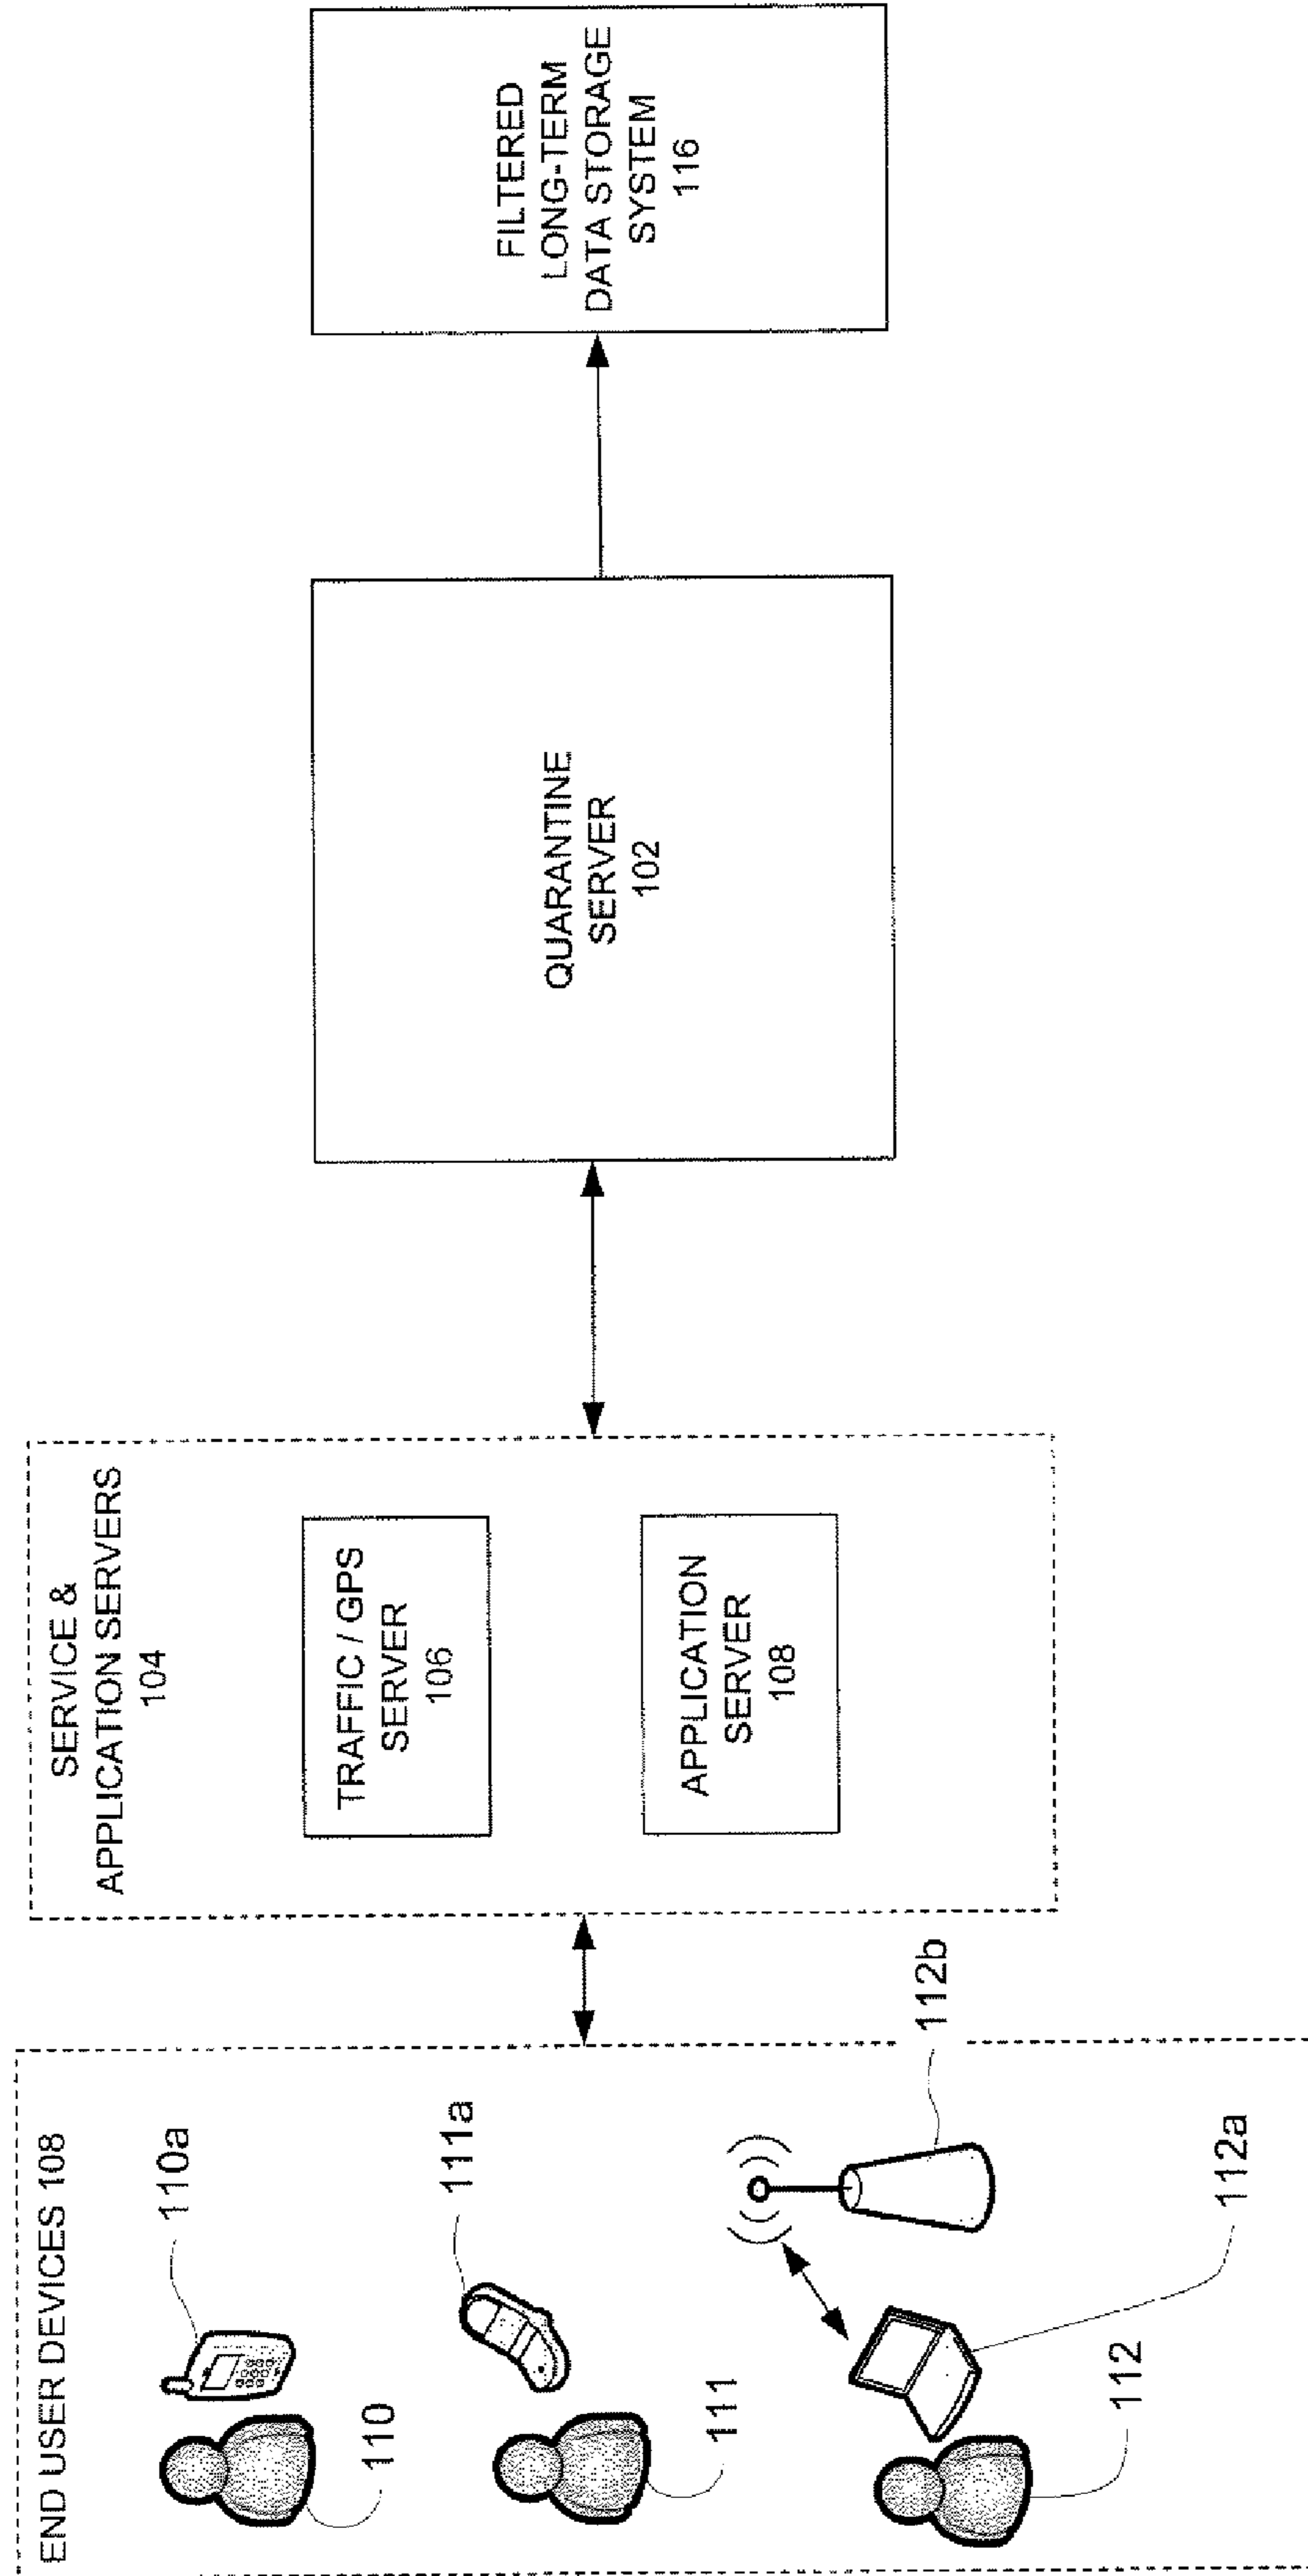 END USER DEVICES 108
110a
110
111a
111
112b
112a
112
SERVICE &
APPLICATION SERVERS
104
TRAFFIC / GPS
SERVER
106
APPLICATION
SERVER
108
QUARANTINE
SERVER
102
FILTERED
LONG-TERM
DATA STORAGE
SYSTEM
116